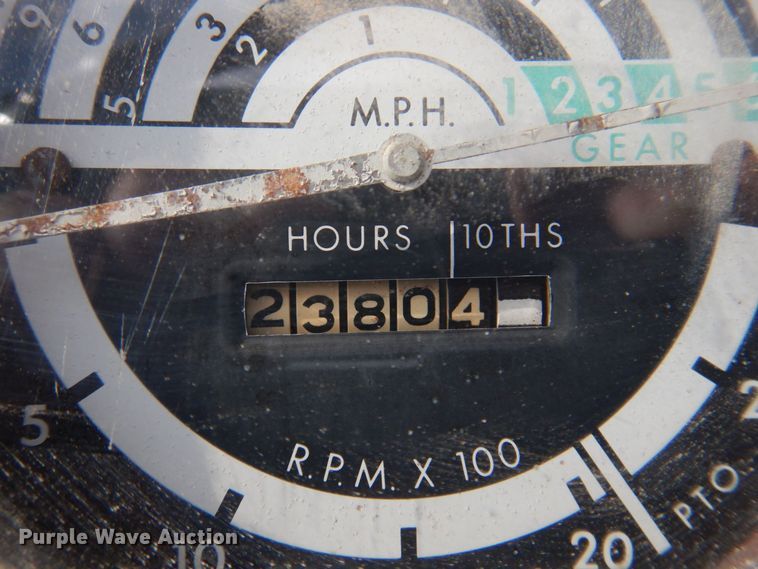 9 6 5 3 2 1
M.P.H.
1 2 3 4 5
GEAR
HOURS 10THS
2 3 8 0 4
5
R.P.M. X 100
PTO
10 20
Purple Wave Auction